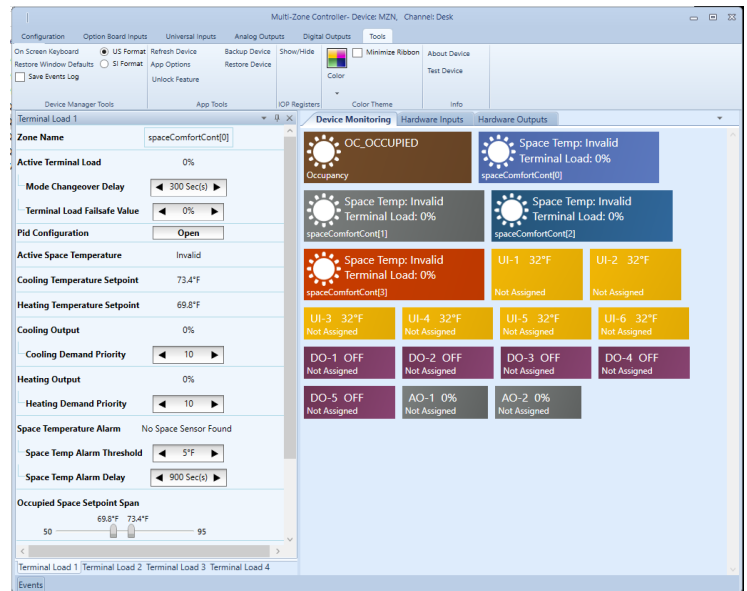 Multi-Zone Controller- Device: MZN, Channel: Desk
Configuration Option Board Inputs Universal Inputs Analog Outputs Digital Outputs Tools
On Screen Keyboard US Format Refresh Device Backup Device Show/Hide Minimize Ribbon About Device
Restore Window Defaults SI Format App Options Restore Device
Save Events Log Unlock Feature Color Test Device
Device Manager Tools App Tools IOP Registers Color Theme Info
Terminal Load 1
Zone Name spaceComfortCont[0]
Active Terminal Load 0%
Mode Changeover Delay 300 Sec(s)
Terminal Load Failsafe Value 0%
Pid Configuration Open
Active Space Temperature Invalid
Cooling Temperature Setpoint 73.4°F
Heating Temperature Setpoint 69.8°F
Cooling Output 0%
Cooling Demand Priority 10
Heating Output 0%
Heating Demand Priority 10
Space Temperature Alarm No Space Sensor Found
Space Temp Alarm Threshold 5°F
Space Temp Alarm Delay 900 Sec(s)
Occupied Space Setpoint Span
69.8°F 73.4°F
50 95
Terminal Load 1 Terminal Load 2 Terminal Load 3 Terminal Load 4
Events
Device Monitoring Hardware Inputs Hardware Outputs
OC_OCCUPIED
Occupancy
Space Temp: Invalid
Terminal Load: 0%
spaceComfortCont[0]
Space Temp: Invalid
Terminal Load: 0%
spaceComfortCont[1]
Space Temp: Invalid
Terminal Load: 0%
spaceComfortCont[2]
Space Temp: Invalid
Terminal Load: 0%
spaceComfortCont[3]
UI-1 32°F
Not Assigned
UI-2 32°F
Not Assigned
UI-3 32°F
Not Assigned
UI-4 32°F
Not Assigned
UI-5 32°F
Not Assigned
UI-6 32°F
Not Assigned
DO-1 OFF
Not Assigned
DO-2 OFF
Not Assigned
DO-3 OFF
Not Assigned
DO-4 OFF
Not Assigned
DO-5 OFF
Not Assigned
AO-1 0%
Not Assigned
AO-2 0%
Not Assigned